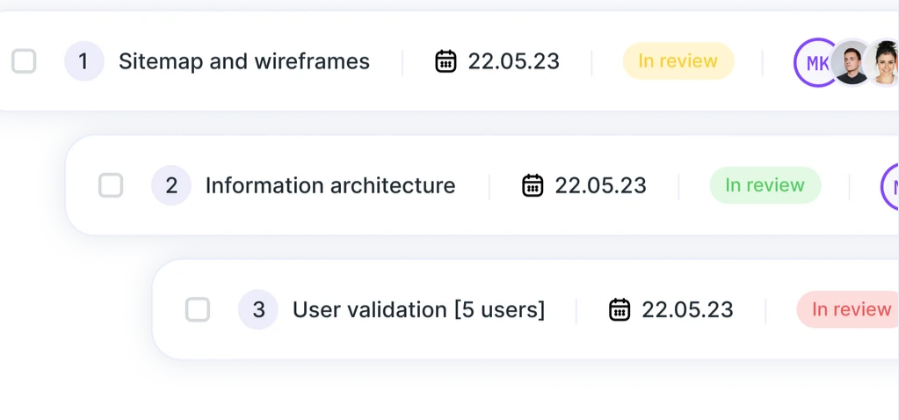 1 Sitemap and wireframes 22.05.23 In review MK
2 Information architecture 22.05.23 In review
3 User validation [5 users] 22.05.23 In review